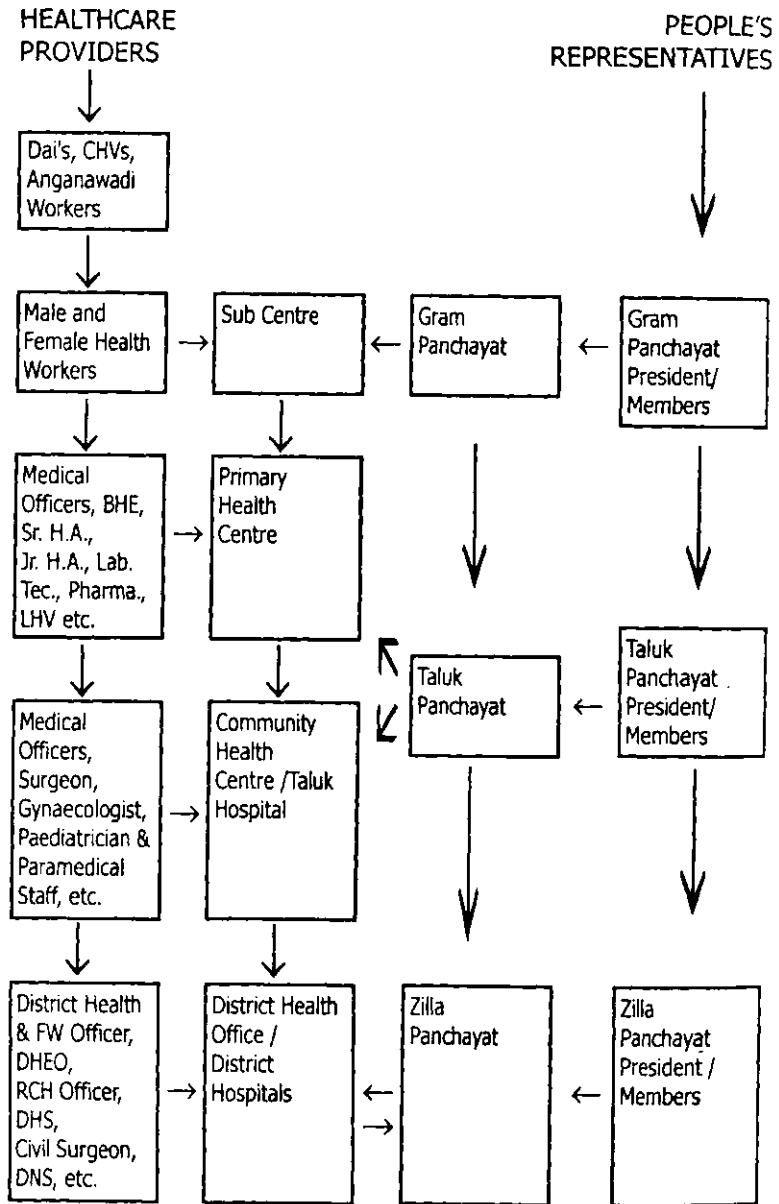 HEALTHCARE
PROVIDERS
PEOPLE'S
REPRESENTATIVES
Dai's, CHVs,
Anganawadi
Workers
Male and
Female Health
Workers
Sub Centre
Gram
Panchayat
Gram
Panchayat
President/
Members
Medical
Officers, BHE,
Sr. H.A.,
Jr. H.A., Lab.
Tec., Pharma.,
LHV etc.
Primary
Health
Centre
Taluk
Panchayat
Taluk
Panchayat
President/
Members
Medical
Officers,
Surgeon,
Gynaecologist,
Paediatrician &
Paramedical
Staff, etc.
Community
Health
Centre /Taluk
Hospital
District Health
& FW Officer,
DHEO,
RCH Officer,
DHS,
Civil Surgeon,
DNS, etc.
District Health
Office /
District
Hospitals
Zilla
Panchayat
Zilla
Panchayat
President /
Members